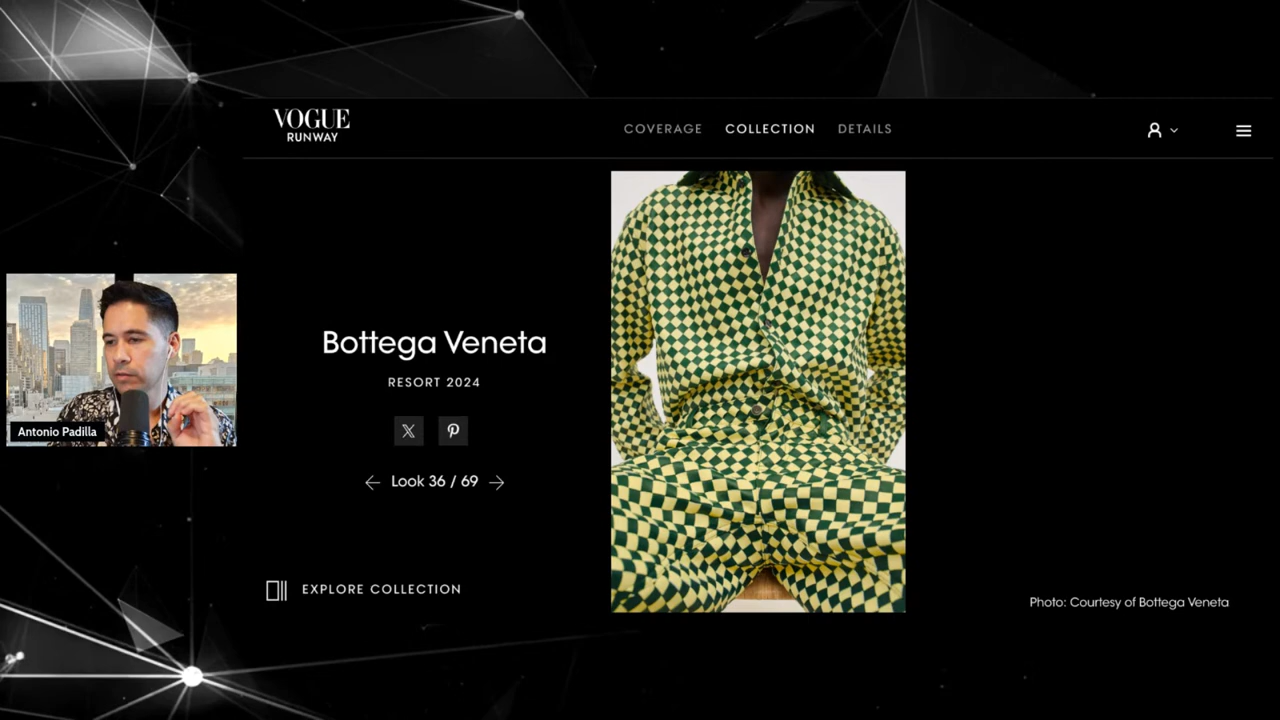 VOGUE
RUNWAY
COVERAGE COLLECTION DETAILS
Antonio Padilla
Bottega Veneta
RESORT 2024
Look 36 / 69
EXPLORE COLLECTION
Photo: Courtesy of Bottega Veneta